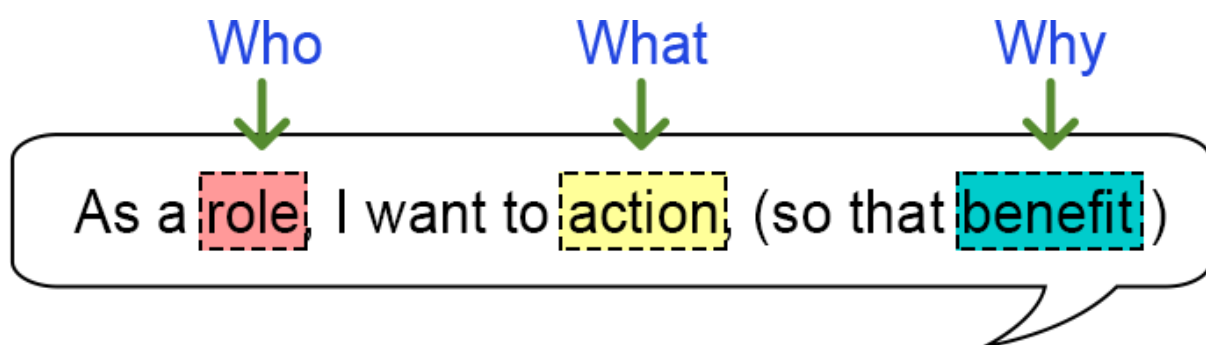 Who What Why
As a role, I want to action, (so that benefit )